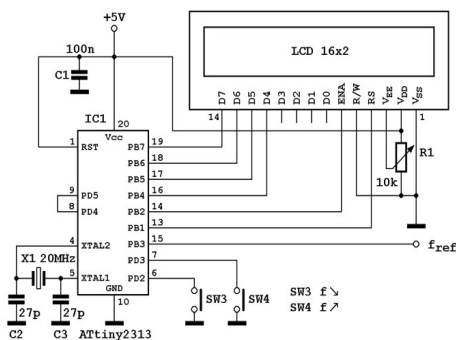 +5V
100n
C1
LCD 16x2
D7 D6 D5 D4 D3 D2 D1 D0 ENA R/W RS VEE VDD VSS
14 1
IC1
20
Vcc
1 RST PB7 19
PB6 18
PB5 17
9 PD5 PB4 16
8 PD4 PB2 14
PB1 13
4 XTAL2 PB3 15
PD3 7
5 XTAL1 PD2 6
GND
10
ATtiny2313
X1 20MHz
27p 27p
C2 C3
R1
10k
fref
SW3 SW4
SW3 f↘
SW4 f↗